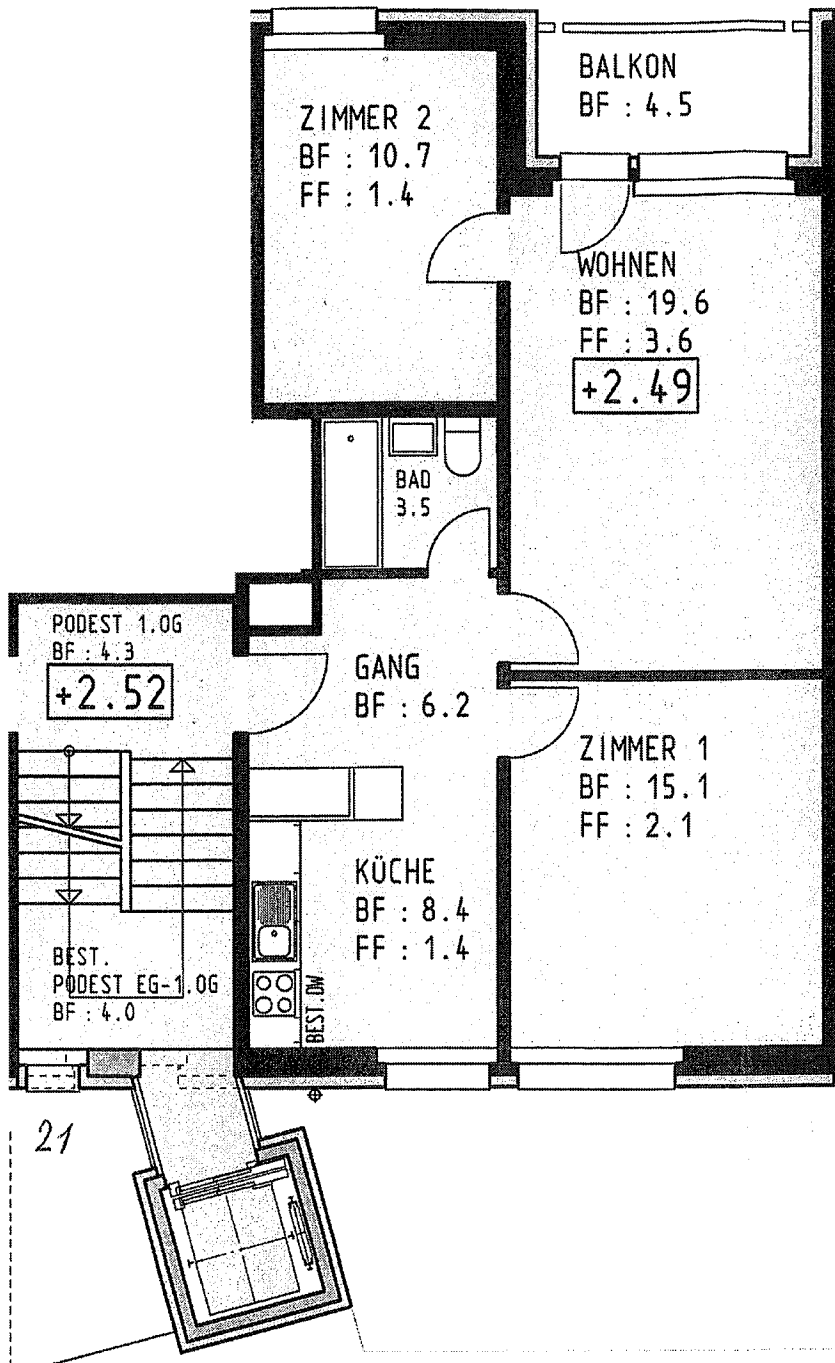 BALKON
BF : 4.5
ZIMMER 2
BF : 10.7
FF : 1.4
WOHNEN
BF : 19.6
FF : 3.6
+2.49
BAD
3.5
PODEST 1.OG
BF : 4.3
+2.52
GANG
BF : 6.2
ZIMMER 1
BF : 15.1
FF : 2.1
KÜCHE
BF : 8.4
FF : 1.4
BEST.DW
BEST.
PODEST EG-1.OG
BF : 4.0
21